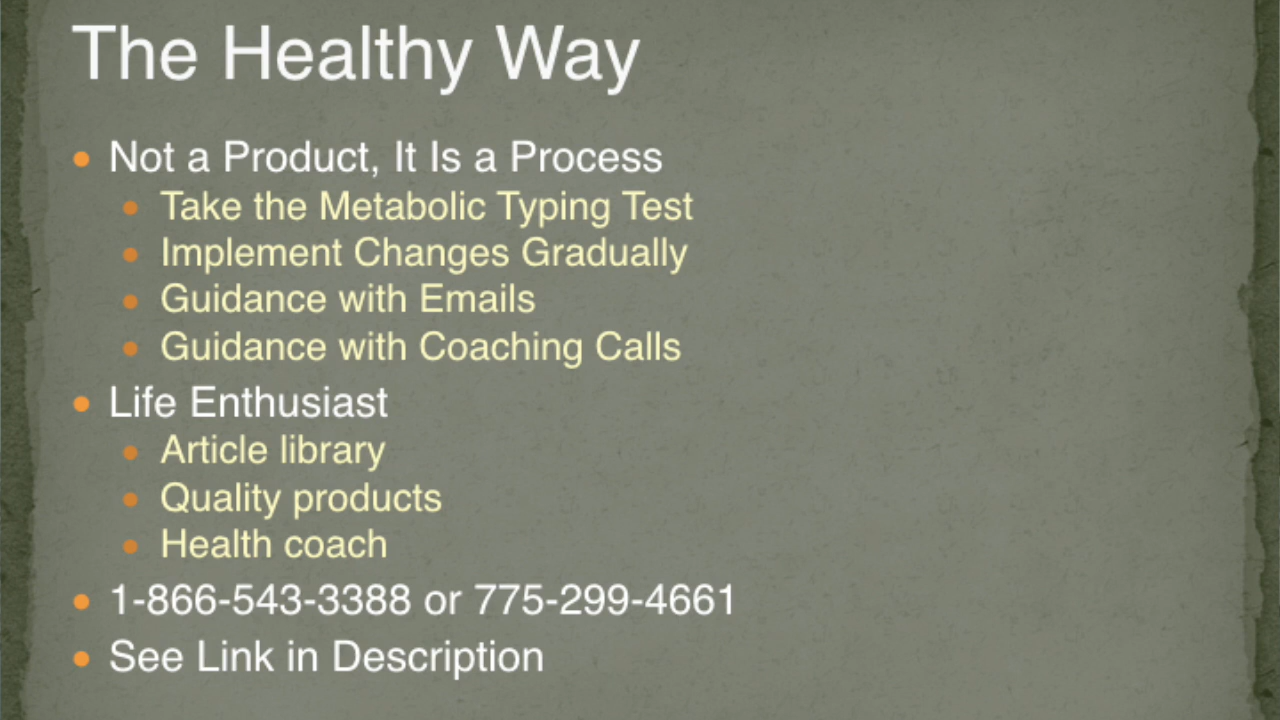 The Healthy Way
Not a Product, It Is a Process
Take the Metabolic Typing Test
Implement Changes Gradually
Guidance with Emails
Guidance with Coaching Calls
Life Enthusiast
Article library
Quality products
Health coach
1-866-543-3388 or 775-299-4661
See Link in Description